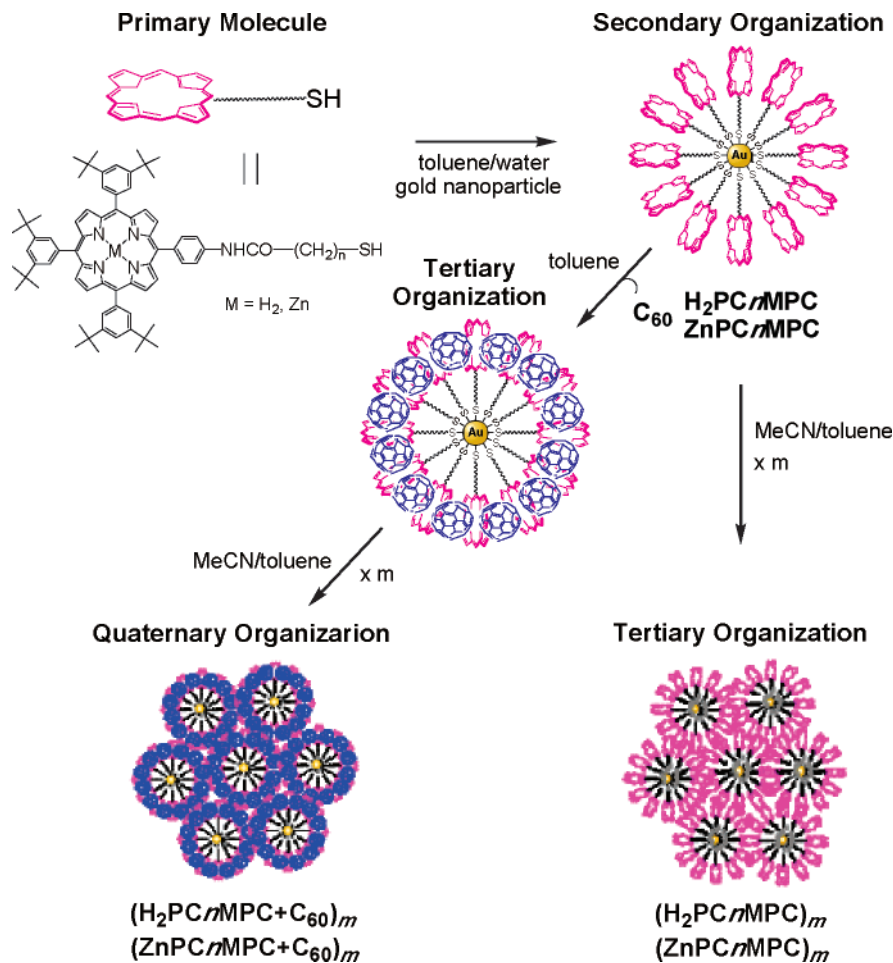 Primary Molecule
SH
||
M
N
N
N
N
NHCO
(CH₂)n
SH
M = H₂, Zn
toluene/water
gold nanoparticle
Secondary Organization
Au
S
S
S
S
S
S
S
S
S
S
S
S
toluene
C₆₀
H₂PCnMPC
ZnPCnMPC
Tertiary
Organization
Au
S
S
S
S
S
S
S
S
S
S
S
S
MeCN/toluene
x m
MeCN/toluene
x m
Quaternary Organizarion
(H₂PCnMPC+C₆₀)m
(ZnPCnMPC+C₆₀)m
Tertiary Organization
(H₂PCnMPC)m
(ZnPCnMPC)m